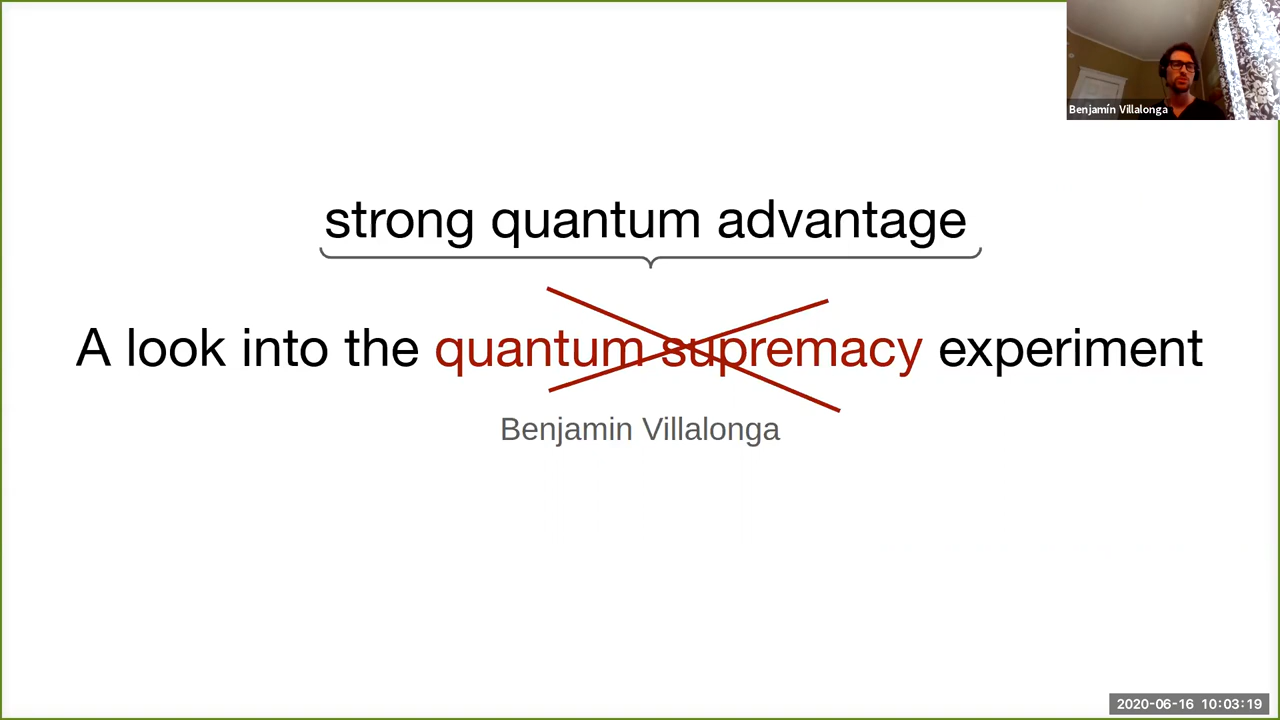 Benjamín Villalonga
strong quantum advantage
A look into the quantum supremacy experiment
Benjamin Villalonga
2020-06-16 10:03:19